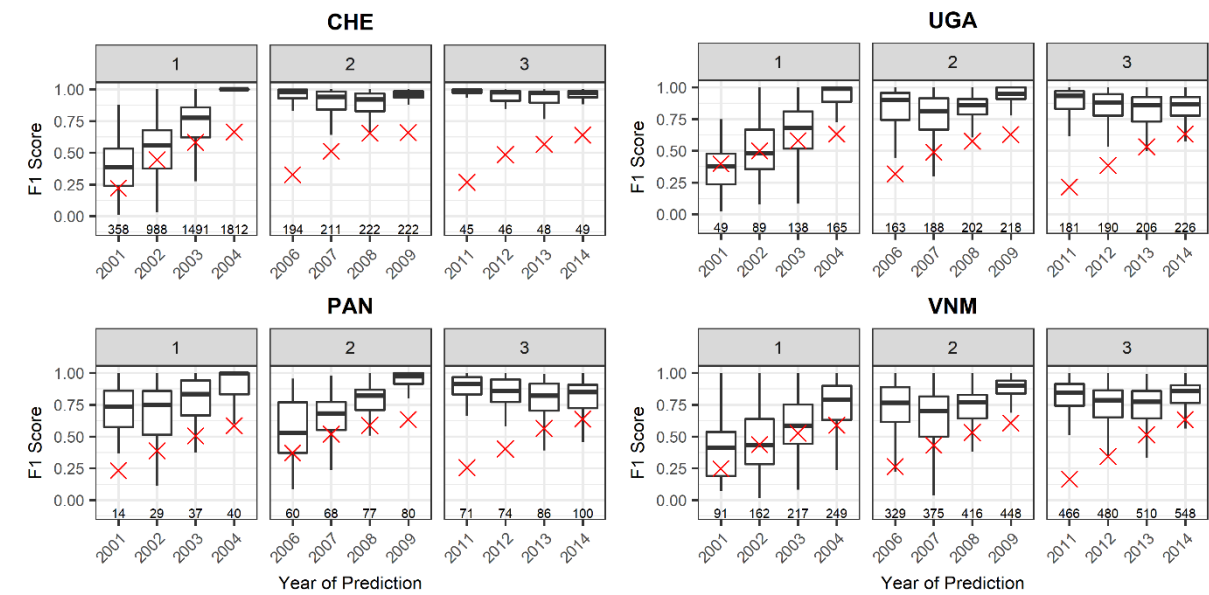 CHE
1 2 3
F1 Score
1.00
0.75
0.50
0.25
0.00
358 988 1491 1812 194 211 222 222 45 46 48 49
2001 2002 2003 2004 2006 2007 2008 2009 2011 2012 2013 2014
UGA
1 2 3
F1 Score
1.00
0.75
0.50
0.25
0.00
49 89 138 165 163 188 202 218 181 190 206 226
2001 2002 2003 2004 2006 2007 2008 2009 2011 2012 2013 2014
PAN
1 2 3
F1 Score
1.00
0.75
0.50
0.25
0.00
14 29 37 40 60 68 77 80 71 74 86 100
2001 2002 2003 2004 2006 2007 2008 2009 2011 2012 2013 2014
Year of Prediction
VNM
1 2 3
F1 Score
1.00
0.75
0.50
0.25
0.00
91 162 217 249 329 375 416 448 466 480 510 548
2001 2002 2003 2004 2006 2007 2008 2009 2011 2012 2013 2014
Year of Prediction